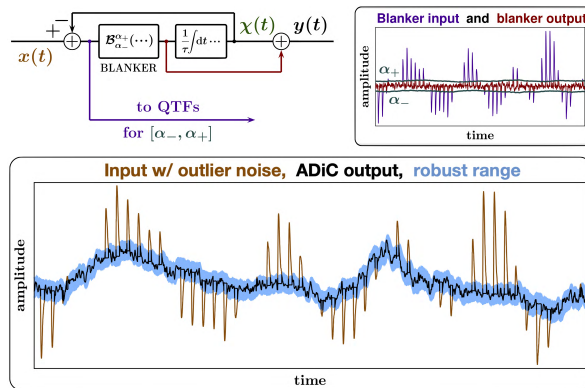 + −
x(t)
𝓑^{α₊}_{α₋}(⋯)
BLANKER
1/τ ∫dt ⋯
χ(t)
y(t)
to QTFs
for [α₋, α₊]
Blanker input and blanker output
amplitude
α₊
α₋
time
Input w/ outlier noise, ADiC output, robust range
amplitude
time